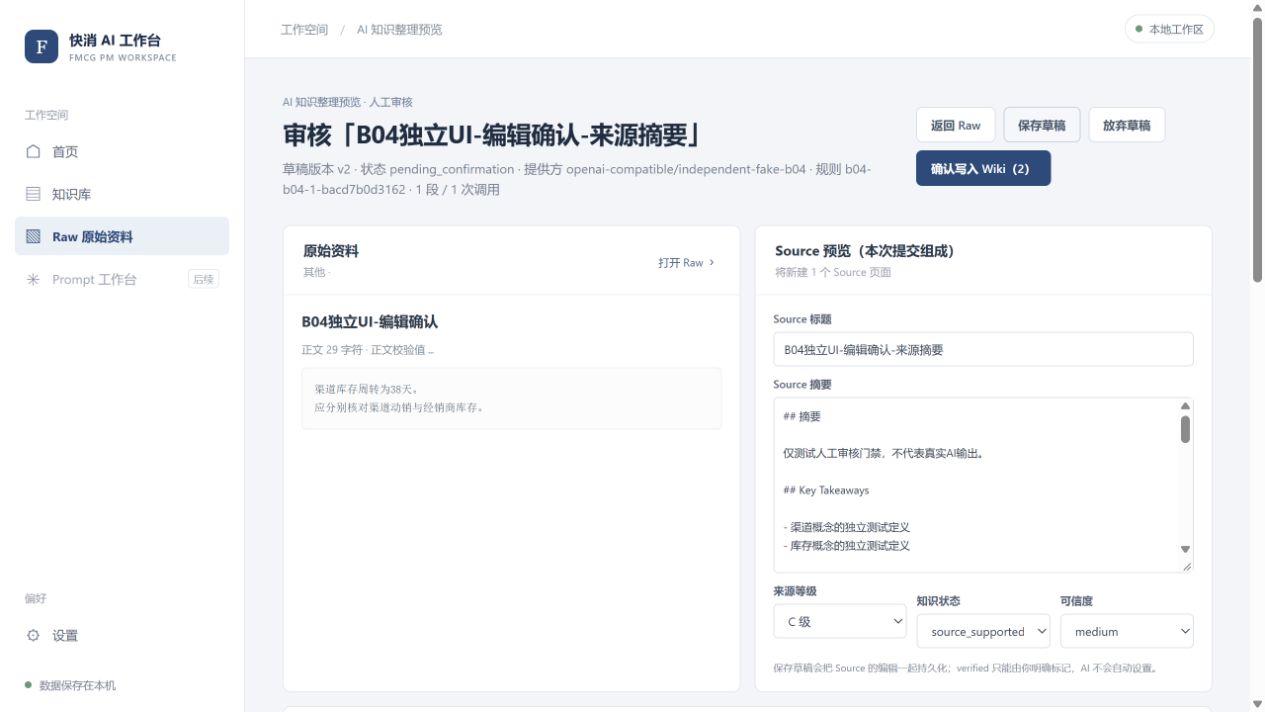 F
快消 AI 工作台
FMCG PM WORKSPACE
工作空间
首页
知识库
Raw 原始资料
Prompt 工作台 后续
偏好
设置
数据保存在本机
工作空间 / AI 知识整理预览
本地工作区
AI 知识整理预览 · 人工审核
审核「B04独立UI-编辑确认-来源摘要」
草稿版本 v2 · 状态 pending_confirmation · 提供方 openai-compatible/independent-fake-b04 · 规则 b04-
b04-1-bacd7b0d3162 · 1 段 / 1 次调用
返回 Raw 保存草稿 放弃草稿
确认写入 Wiki（2）
原始资料
其他 ·
打开 Raw ›
B04独立UI-编辑确认
正文 29 字符 · 正文校验值 ...
渠道库存周转为38天。
应分别核对渠道动销与经销商库存。
Source 预览（本次提交组成）
将新建 1 个 Source 页面
Source 标题
B04独立UI-编辑确认-来源摘要
Source 摘要
## 摘要
仅测试人工审核门禁，不代表真实AI输出。
## Key Takeaways
- 渠道概念的独立测试定义
- 库存概念的独立测试定义
来源等级 知识状态 可信度
C 级 source_supported medium
保存草稿会把 Source 的编辑一起持久化；verified 只能由你明确标记，AI 不会自动设置。